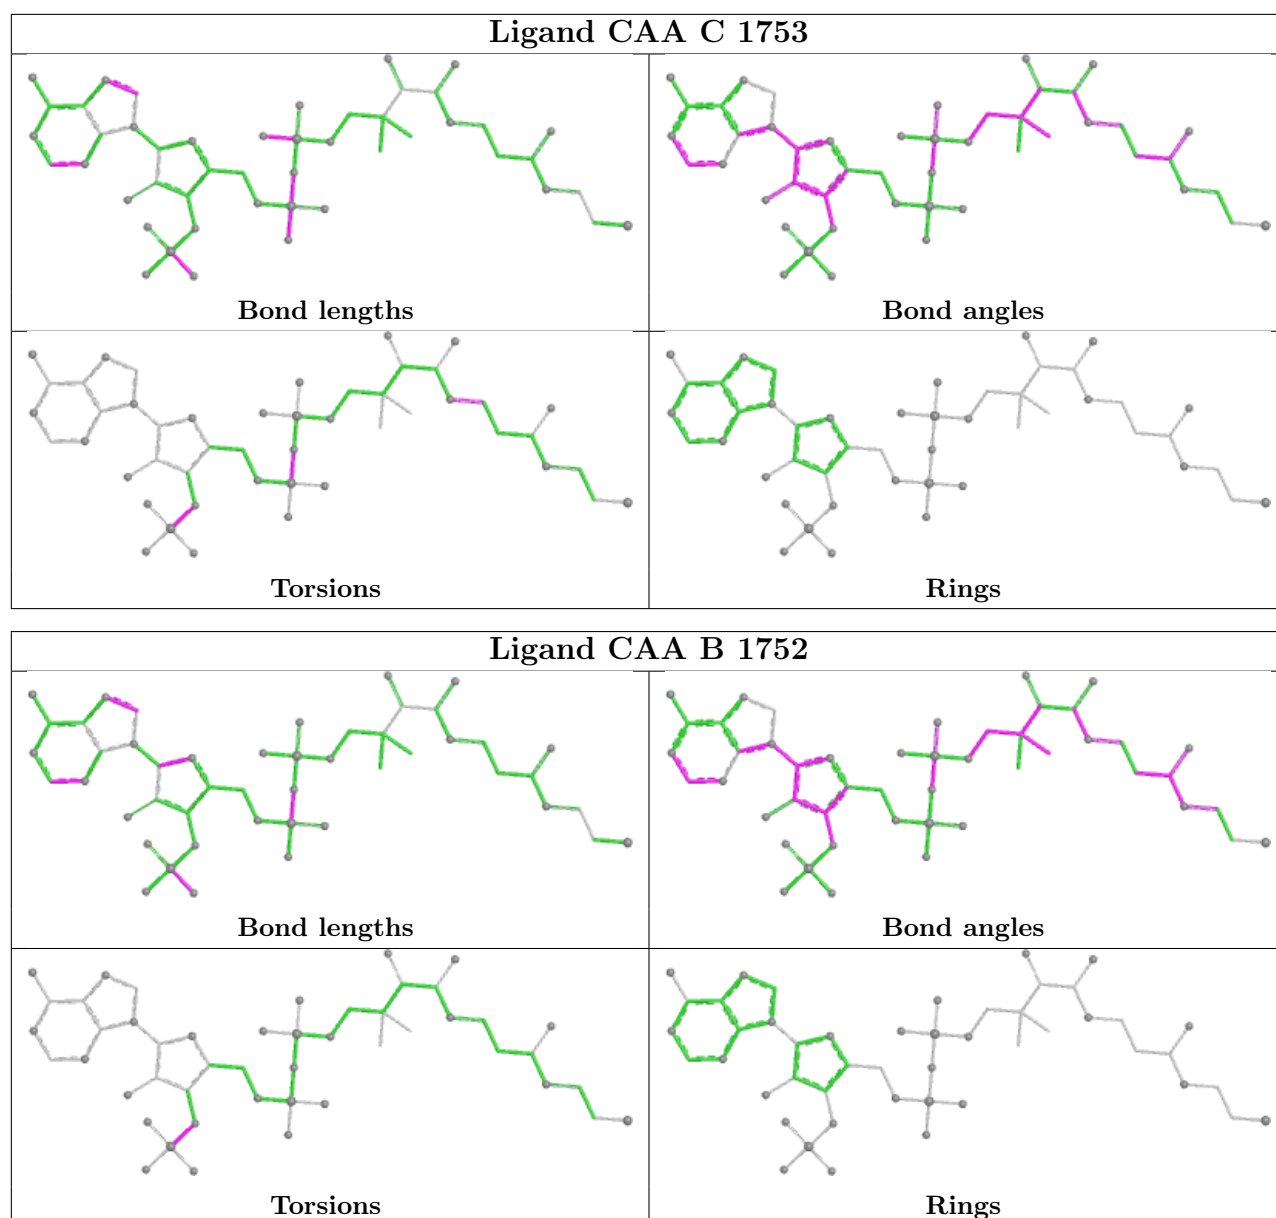 Ligand CAA C 1753
Bond lengths
Bond angles
Torsions
Rings
Ligand CAA B 1752
Bond lengths
Bond angles
Torsions
Rings